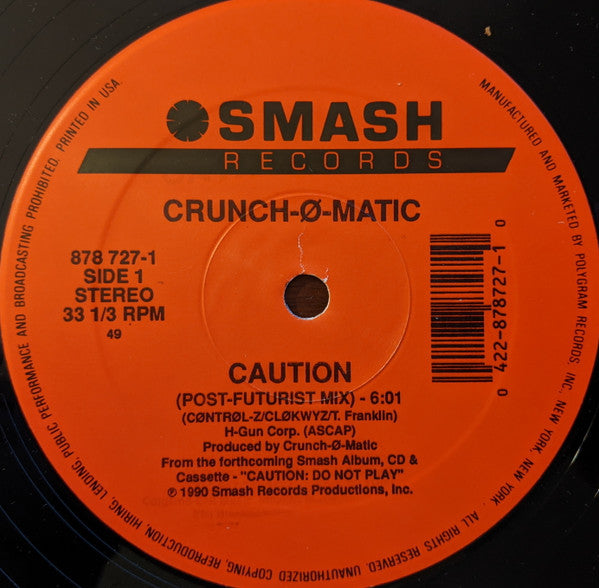 SMASH
RECORDS
CRUNCH-Ø-MATIC
878 727-1
SIDE 1
STEREO
33 1/3 RPM
49
0 422-878727-1 0
CAUTION
(POST-FUTURIST MIX) - 6:01
(CØNTRØL-Z/CLØKWYZ/T. Franklin)
H-Gun Corp. (ASCAP)
Produced by Crunch-Ø-Matic
From the forthcoming Smash Album, CD &
Cassette - "CAUTION: DO NOT PLAY"
℗ 1990 Smash Records Productions, Inc.
MANUFACTURED AND MARKETED BY POLYGRAM RECORDS, INC. NEW YORK, NEW YORK. ALL RIGHTS RESERVED. UNAUTHORIZED COPYING, REPRODUCTION, HIRING, LENDING, PUBLIC PERFORMANCE AND BROADCASTING PROHIBITED. PRINTED IN USA.